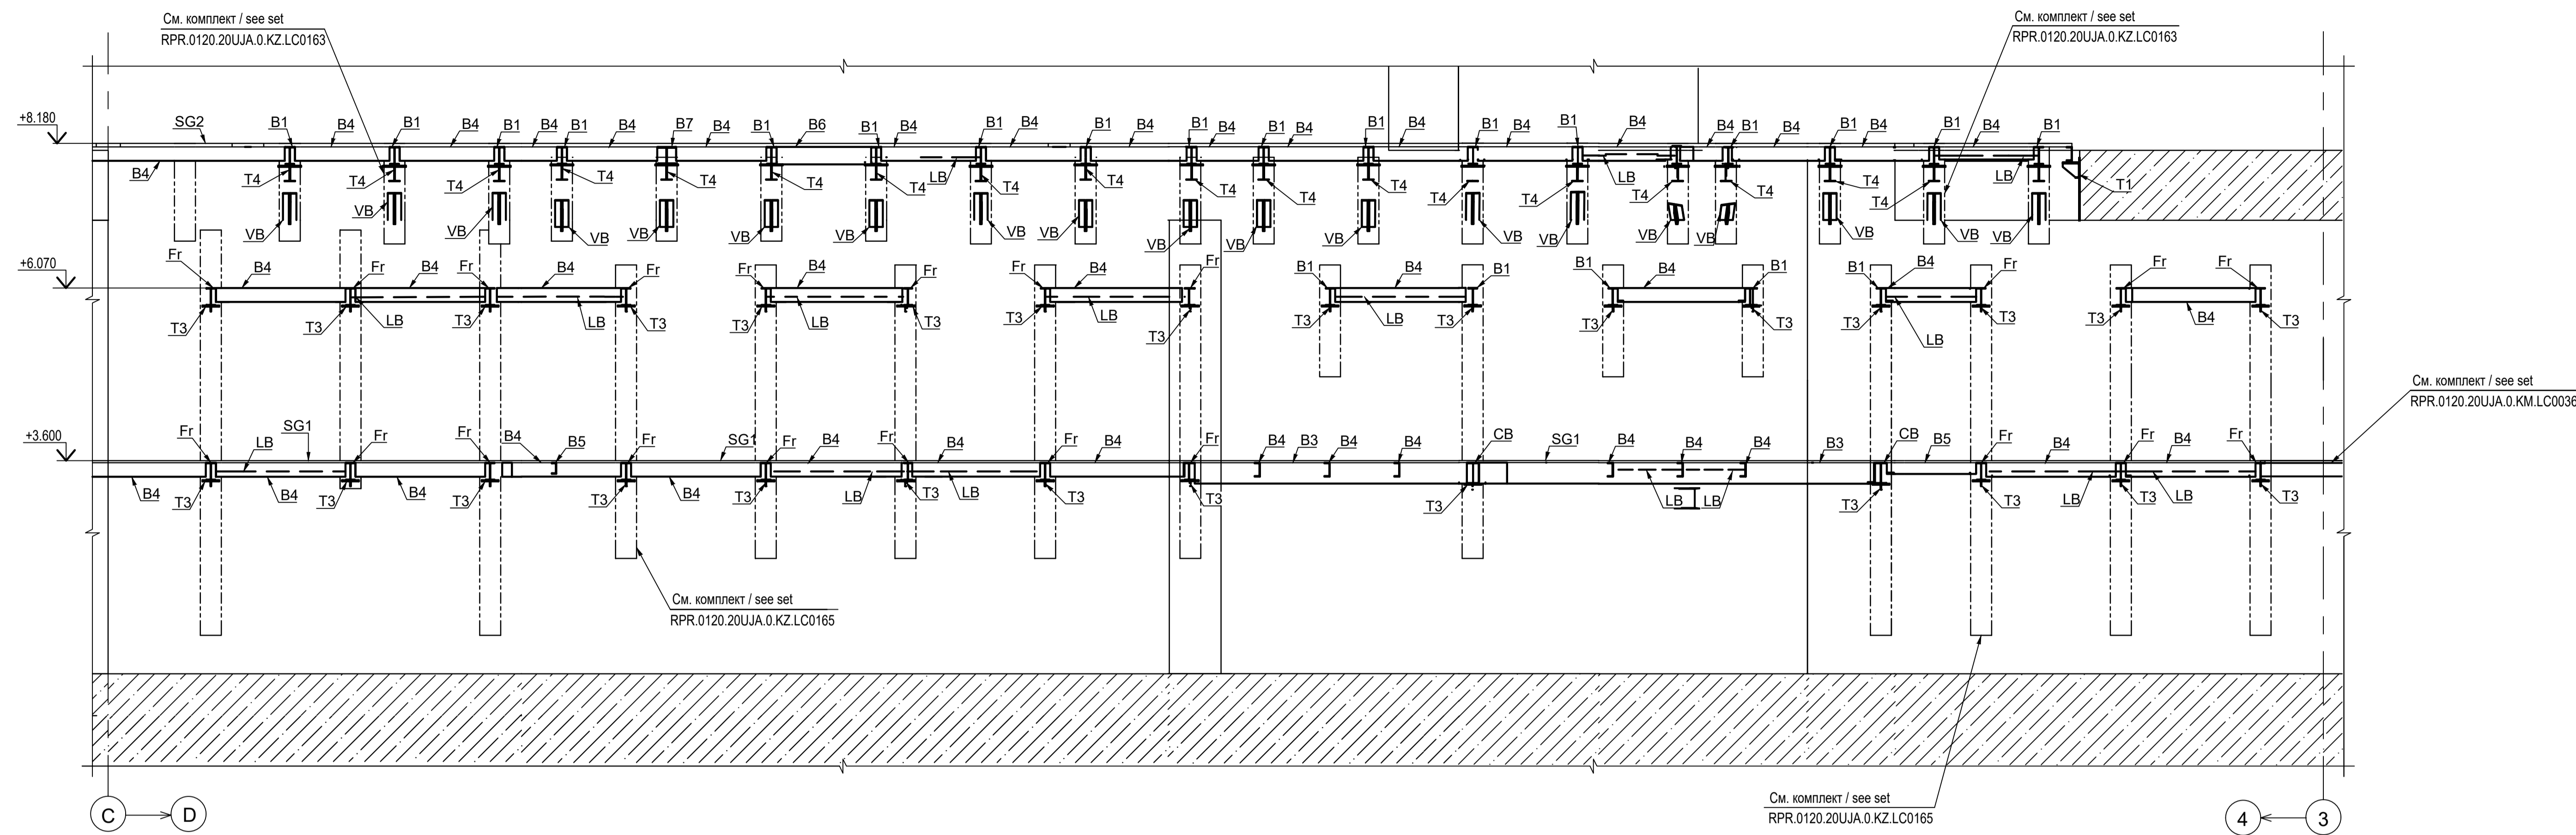 См. комплект / see set
RPR.0120.20UJA.0.KZ.LC0163
См. комплект / see set
RPR.0120.20UJA.0.KZ.LC0163
+8.180
SG2 B1 B4 B1 B4 B1 B4 B1 B4 B7 B4 B1 B6 B1 B4 B1 B4 B1 B4 B1 B4 B1 B4 B1 B4 B1 B4 B1 B4 B4 B1 B4 B1 B4 B1 B4 B1
B4 T4 T4 T4 T4 T4 T4 T4 LB T4 T4 T4 T4 T4 T4 T4 LB T4 T4 T4 T4 LB T1
VB VB VB VB VB VB VB VB VB VB VB VB VB VB VB VB VB VB VB
+6.070
Fr B4 Fr B4 Fr B4 Fr Fr B4 Fr Fr B4 Fr B1 B4 B1 B1 B4 B1 B1 B4 Fr Fr Fr
T3 T3 LB T3 LB T3 T3 LB T3 T3 LB T3 T3 LB T3 T3 T3 T3 LB T3 T3 B4 T3
См. комплект / see set
RPR.0120.20UJA.0.KM.LC0036
+3.600
Fr LB SG1 Fr Fr B4 B5 Fr SG1 Fr B4 Fr B4 Fr B4 Fr B4 B3 B4 B4 CB SG1 B4 B4 B4 B3 CB B5 Fr B4 Fr B4 Fr
B4 T3 B4 T3 B4 T3 T3 B4 T3 LB T3 LB T3 T3 T3 LB LB T3 T3 LB T3 LB T3
См. комплект / see set
RPR.0120.20UJA.0.KZ.LC0165
См. комплект / see set
RPR.0120.20UJA.0.KZ.LC0165
C D 4 3